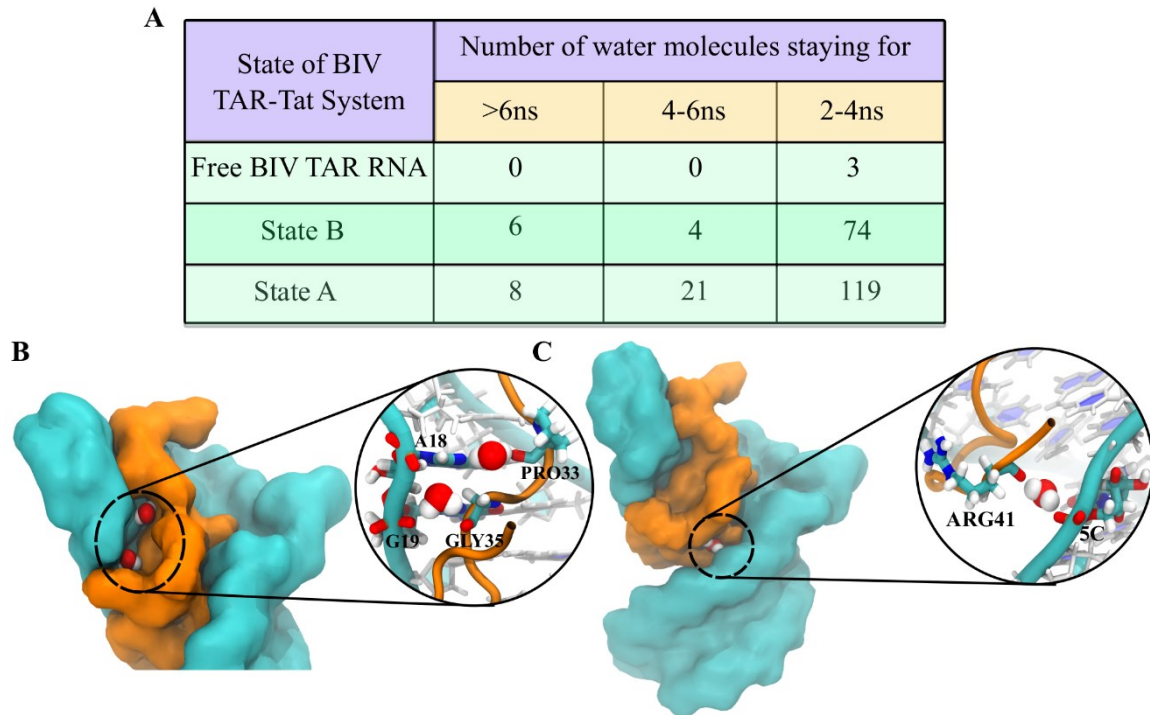 A
State of BIV
TAR-Tat System
Number of water molecules staying for
>6ns
4-6ns
2-4ns
Free BIV TAR RNA
0
0
3
State B
6
4
74
State A
8
21
119
B
A18
PRO33
G19
GLY35
C
ARG41
5C